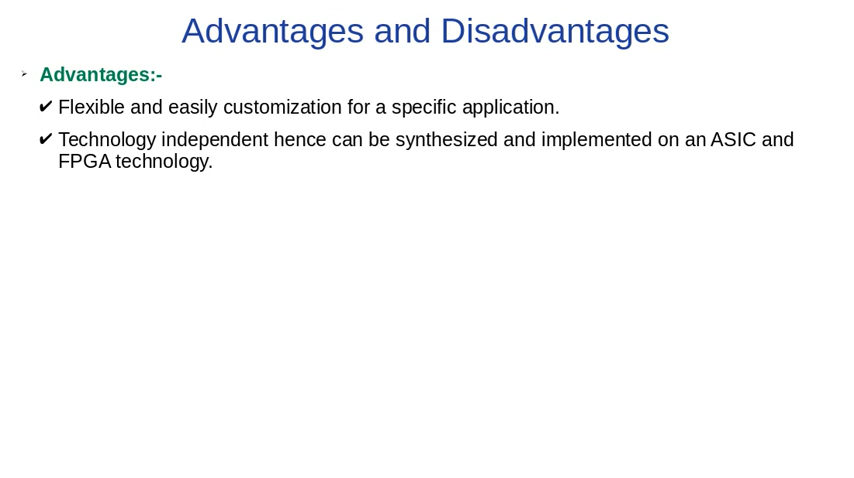 Advantages and Disadvantages
➢ Advantages:-
✔ Flexible and easily customization for a specific application.
✔ Technology independent hence can be synthesized and implemented on an ASIC and
FPGA technology.